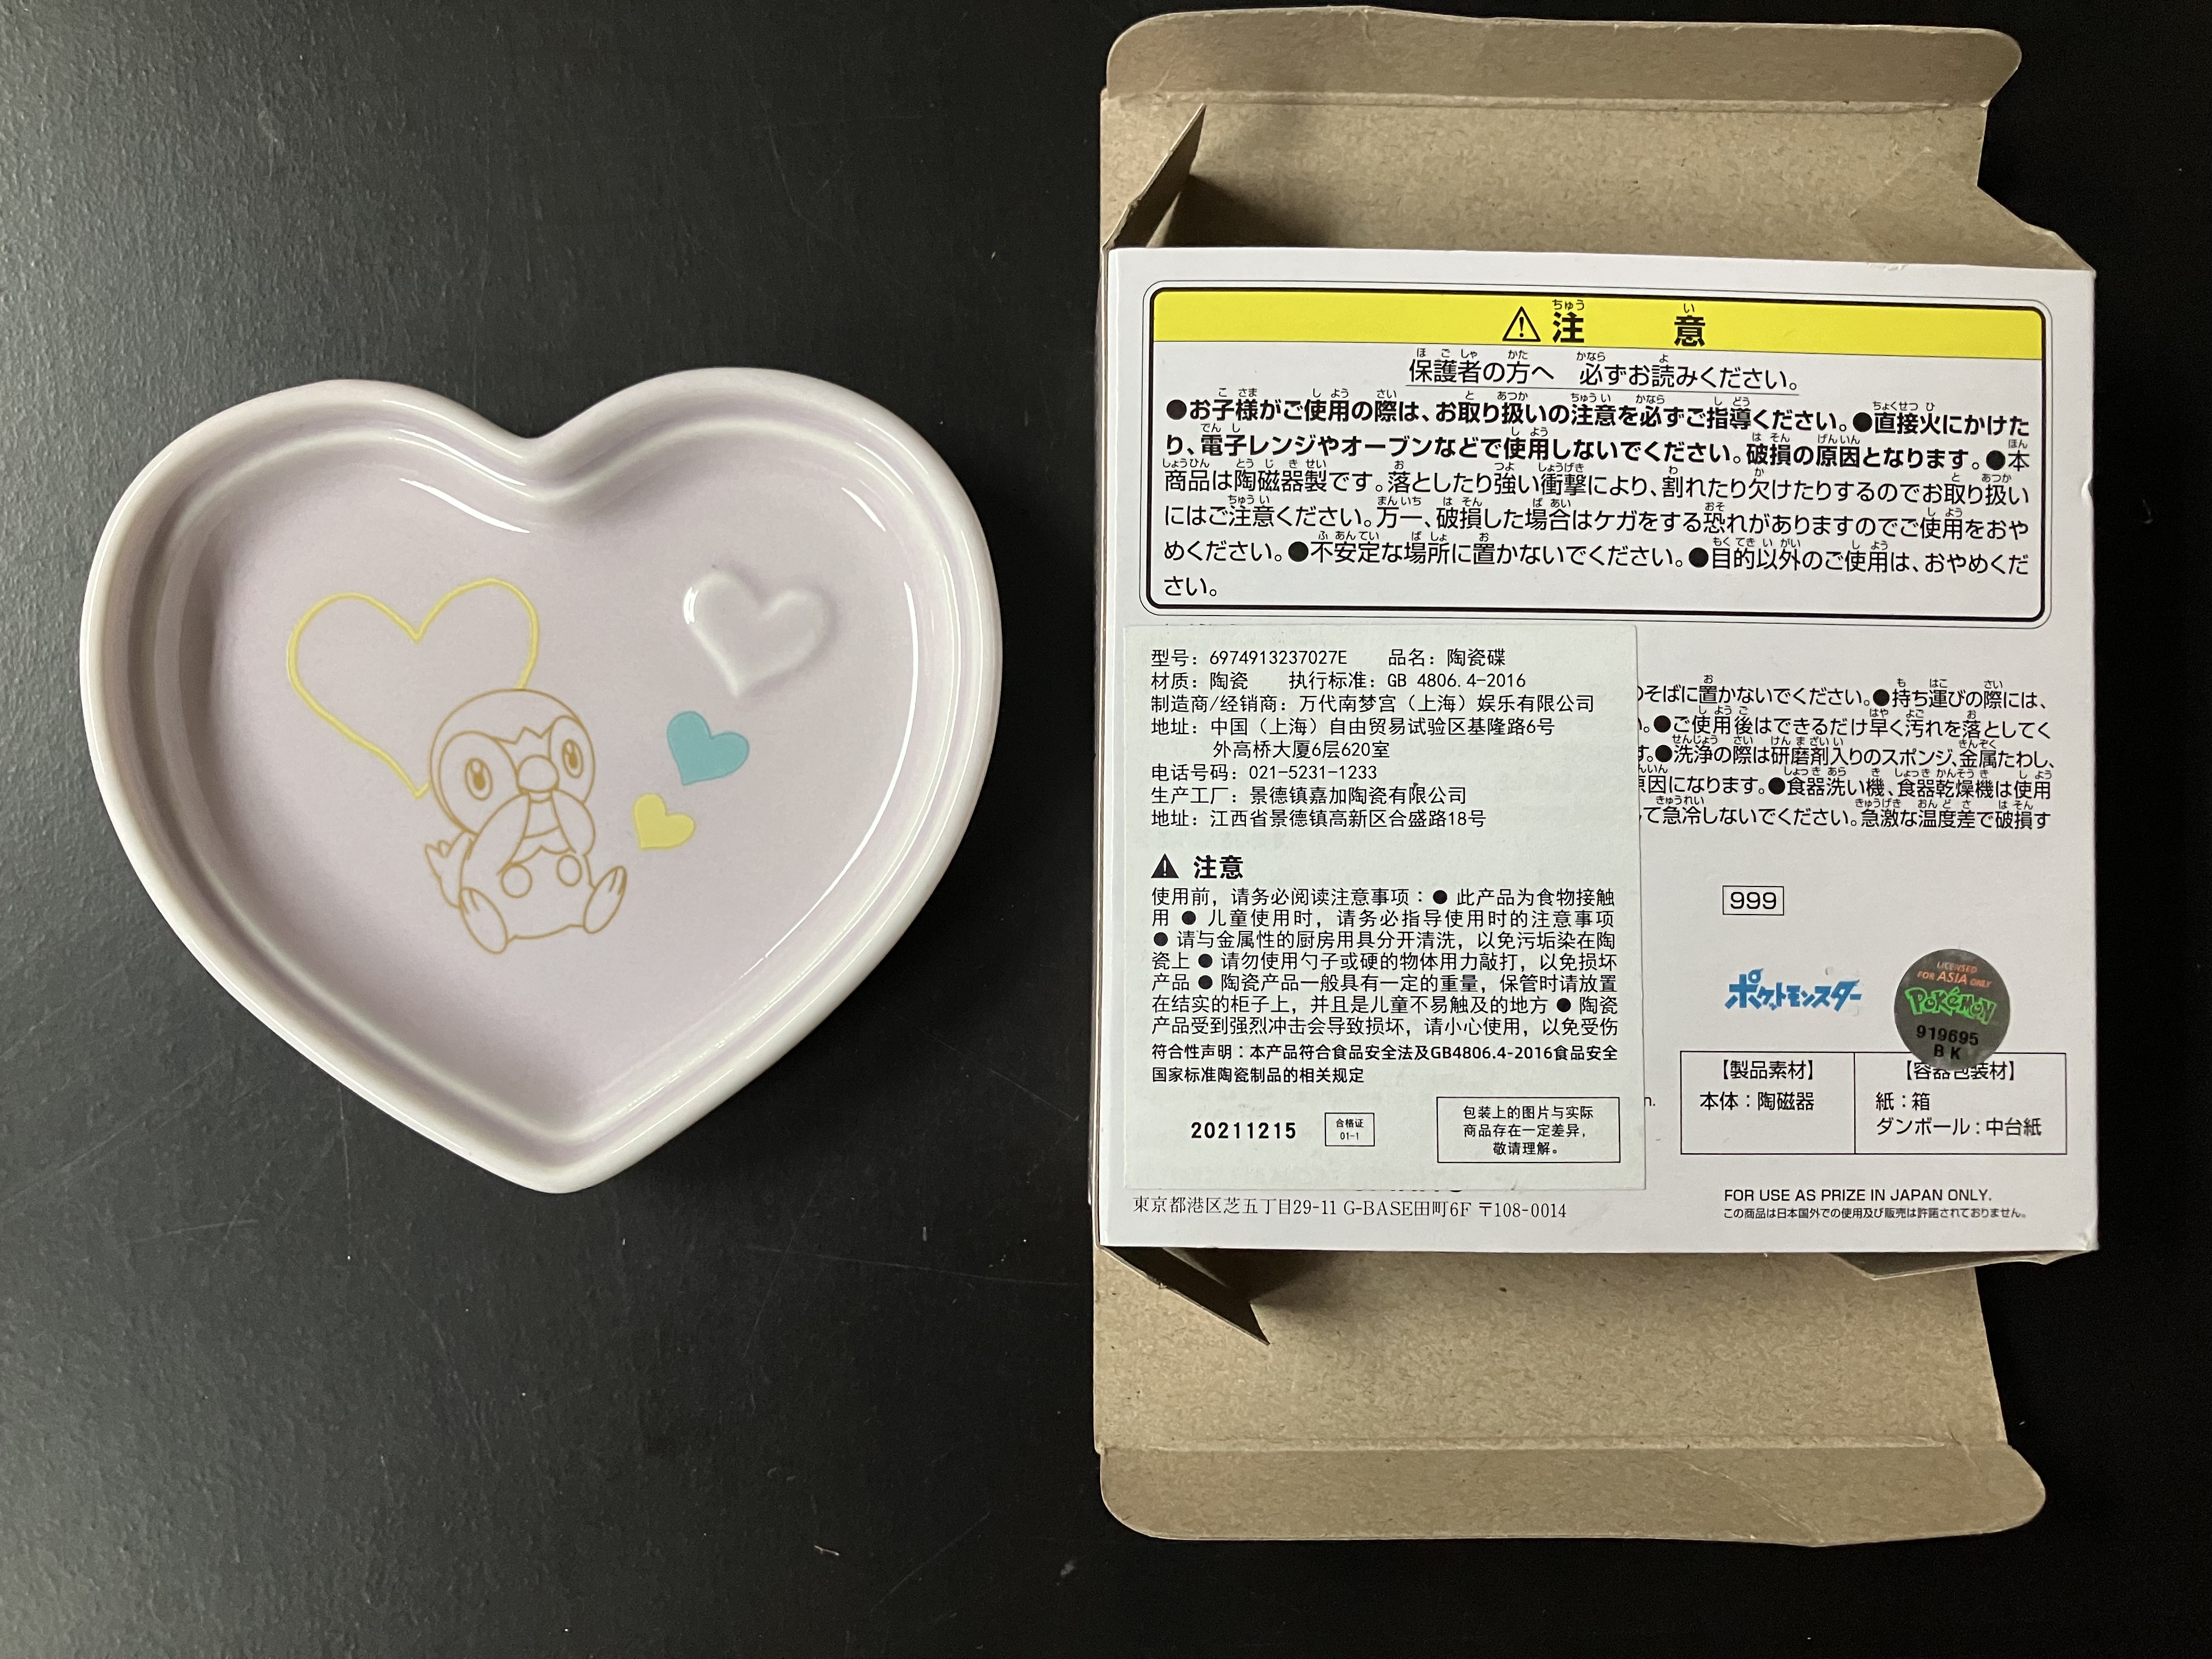 注意
保護者の方へ 必ずお読みください。
●お子様がご使用の際は、お取り扱いの注意を必ずご指導ください。●直接火にかけた
り、電子レンジやオーブンなどで使用しないでください。破損の原因となります。●本
商品は陶磁器製です。落としたり強い衝撃により、割れたり欠けたりするのでお取り扱い
にはご注意ください。万一、破損した場合はケガをする恐れがありますのでご使用をおや
めください。●不安定な場所に置かないでください。●目的以外のご使用は、おやめくだ
さい。
のそばに置かないでください。●持ち運びの際には、
●ご使用後はできるだけ早く汚れを落としてく
す。●洗浄の際は研磨剤入りのスポンジ、金属たわし、
原因になります。●食器洗い機、食器乾燥機は使用
て急冷しないでください。急激な温度差で破損す
型号：6974913237027E 品名：陶瓷碟
材质：陶瓷 执行标准：GB 4806.4-2016
制造商/经销商：万代南梦宫（上海）娱乐有限公司
地址：中国（上海）自由贸易试验区基隆路6号
外高桥大厦6层620室
电话号码：021-5231-1233
生产工厂：景德镇嘉加陶瓷有限公司
地址：江西省景德镇高新区合盛路18号
注意
使用前，请务必阅读注意事项：● 此产品为食物接触
用 ● 儿童使用时，请务必指导使用时的注意事项
● 请与金属性的厨房用具分开清洗，以免污垢染在陶
瓷上 ● 请勿使用勺子或硬的物体用力敲打，以免损坏
产品 ● 陶瓷产品一般具有一定的重量，保管时请放置
在结实的柜子上，并且是儿童不易触及的地方 ● 陶瓷
产品受到强烈冲击会导致损坏，请小心使用，以免受伤
符合性声明：本产品符合食品安全法及GB4806.4-2016食品安全
国家标准陶瓷制品的相关规定
20211215
合格证
01-1
包装上的图片与实际
商品存在一定差异，
敬请理解。
999
ポケットモンスター
LICENSED
FOR ASIA ONLY
POKéMON
919695
BK
【製品素材】
本体：陶磁器
【容器包装材】
紙：箱
ダンボール：中台紙
東京都港区芝五丁目29-11 G-BASE田町6F 〒108-0014
FOR USE AS PRIZE IN JAPAN ONLY.
この商品は日本国外での使用及び販売は許諾されておりません。